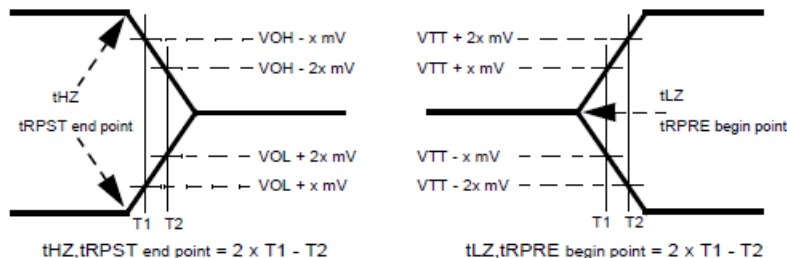 VOH - x mV
VTT + 2x mV
VOH - 2x mV
VTT + x mV
tHZ
tLZ
tRPST end point
tRPRE begin point
VOL + 2x mV
VTT - x mV
VOL + x mV
VTT - 2x mV
T1 T2
T1 T2
tHZ,tRPST end point = 2 x T1 - T2
tLZ,tRPRE begin point = 2 x T1 - T2